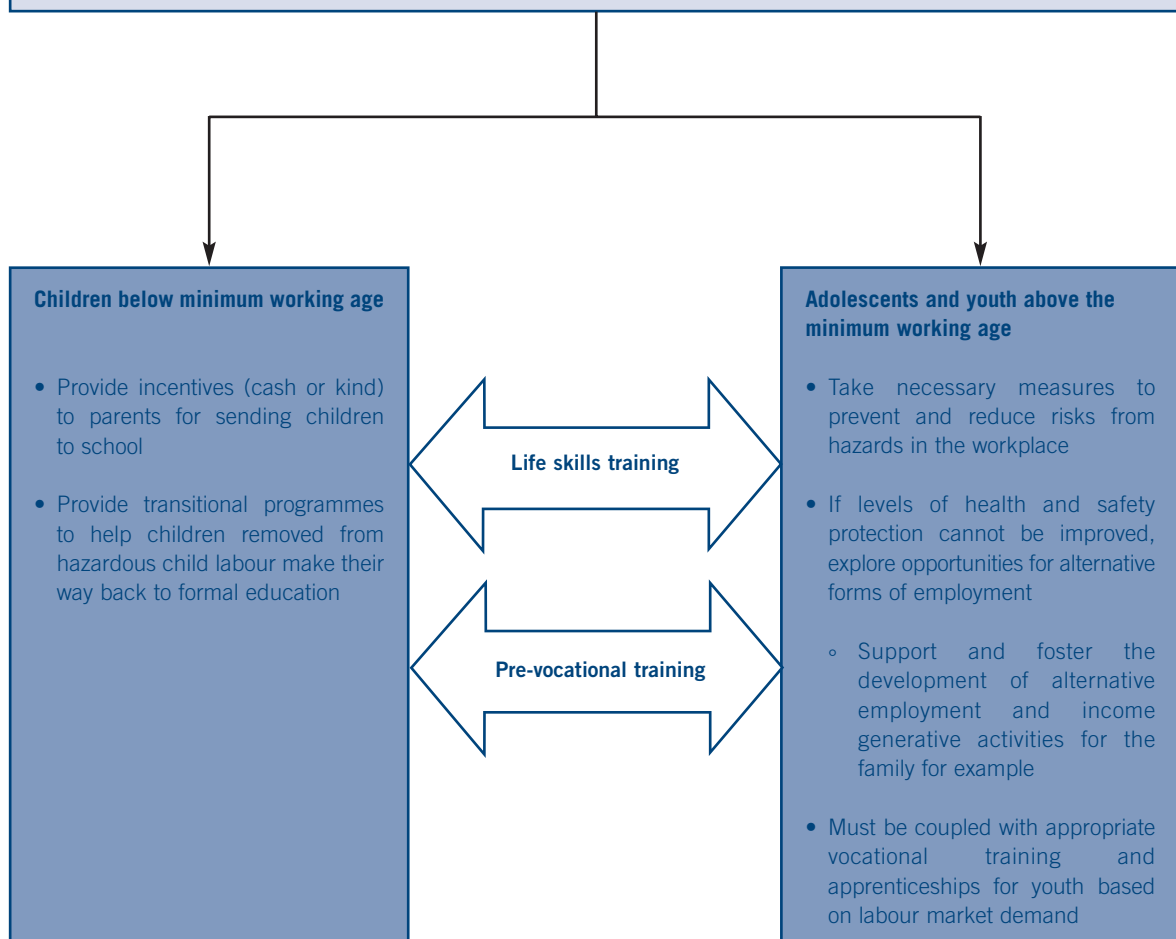 Children below minimum working age
• Provide incentives (cash or kind)
to parents for sending children
to school
• Provide transitional programmes
to help children removed from
hazardous child labour make their
way back to formal education
Life skills training
Pre-vocational training
Adolescents and youth above the
minimum working age
• Take necessary measures to
prevent and reduce risks from
hazards in the workplace
• If levels of health and safety
protection cannot be improved,
explore opportunities for alternative
forms of employment
◦ Support and foster the
development of alternative
employment and income
generative activities for the
family for example
• Must be coupled with appropriate
vocational training and
apprenticeships for youth based
on labour market demand